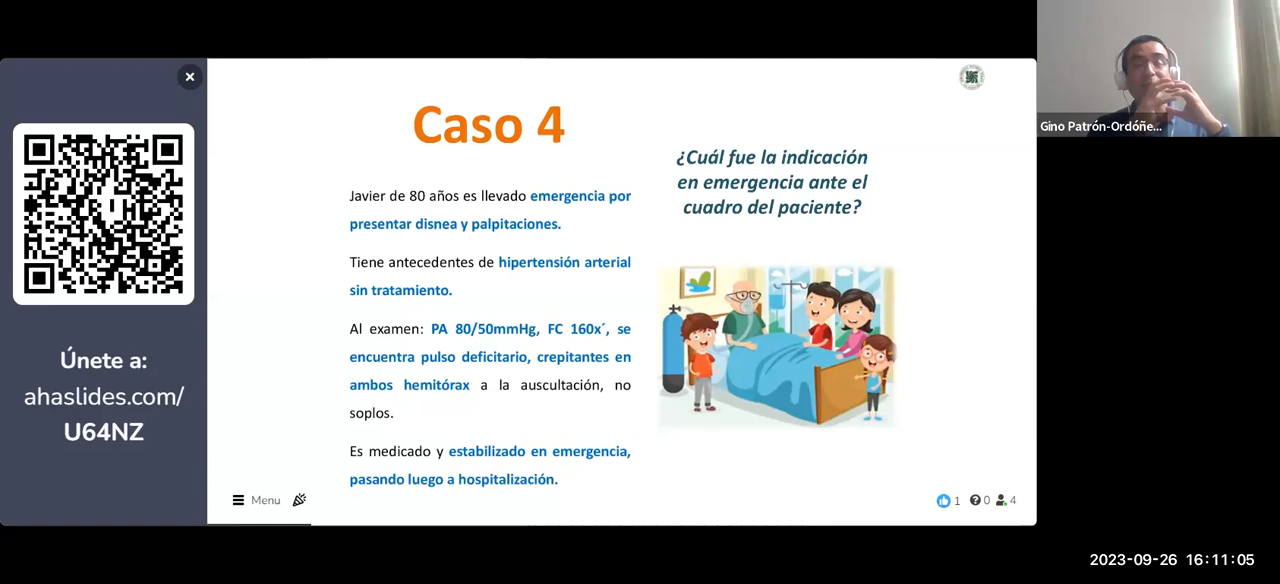 Únete a:
ahaslides.com/
U64NZ
Caso 4
Javier de 80 años es llevado emergencia por
presentar disnea y palpitaciones.
Tiene antecedentes de hipertensión arterial
sin tratamiento.
Al examen: PA 80/50mmHg, FC 160x´, se
encuentra pulso deficitario, crepitantes en
ambos hemitórax a la auscultación, no
soplos.
Es medicado y estabilizado en emergencia,
pasando luego a hospitalización.
¿Cuál fue la indicación
en emergencia ante el
cuadro del paciente?
Menu
1
0
4
Gino Patrón-Ordóñe...
2023-09-26 16:11:05